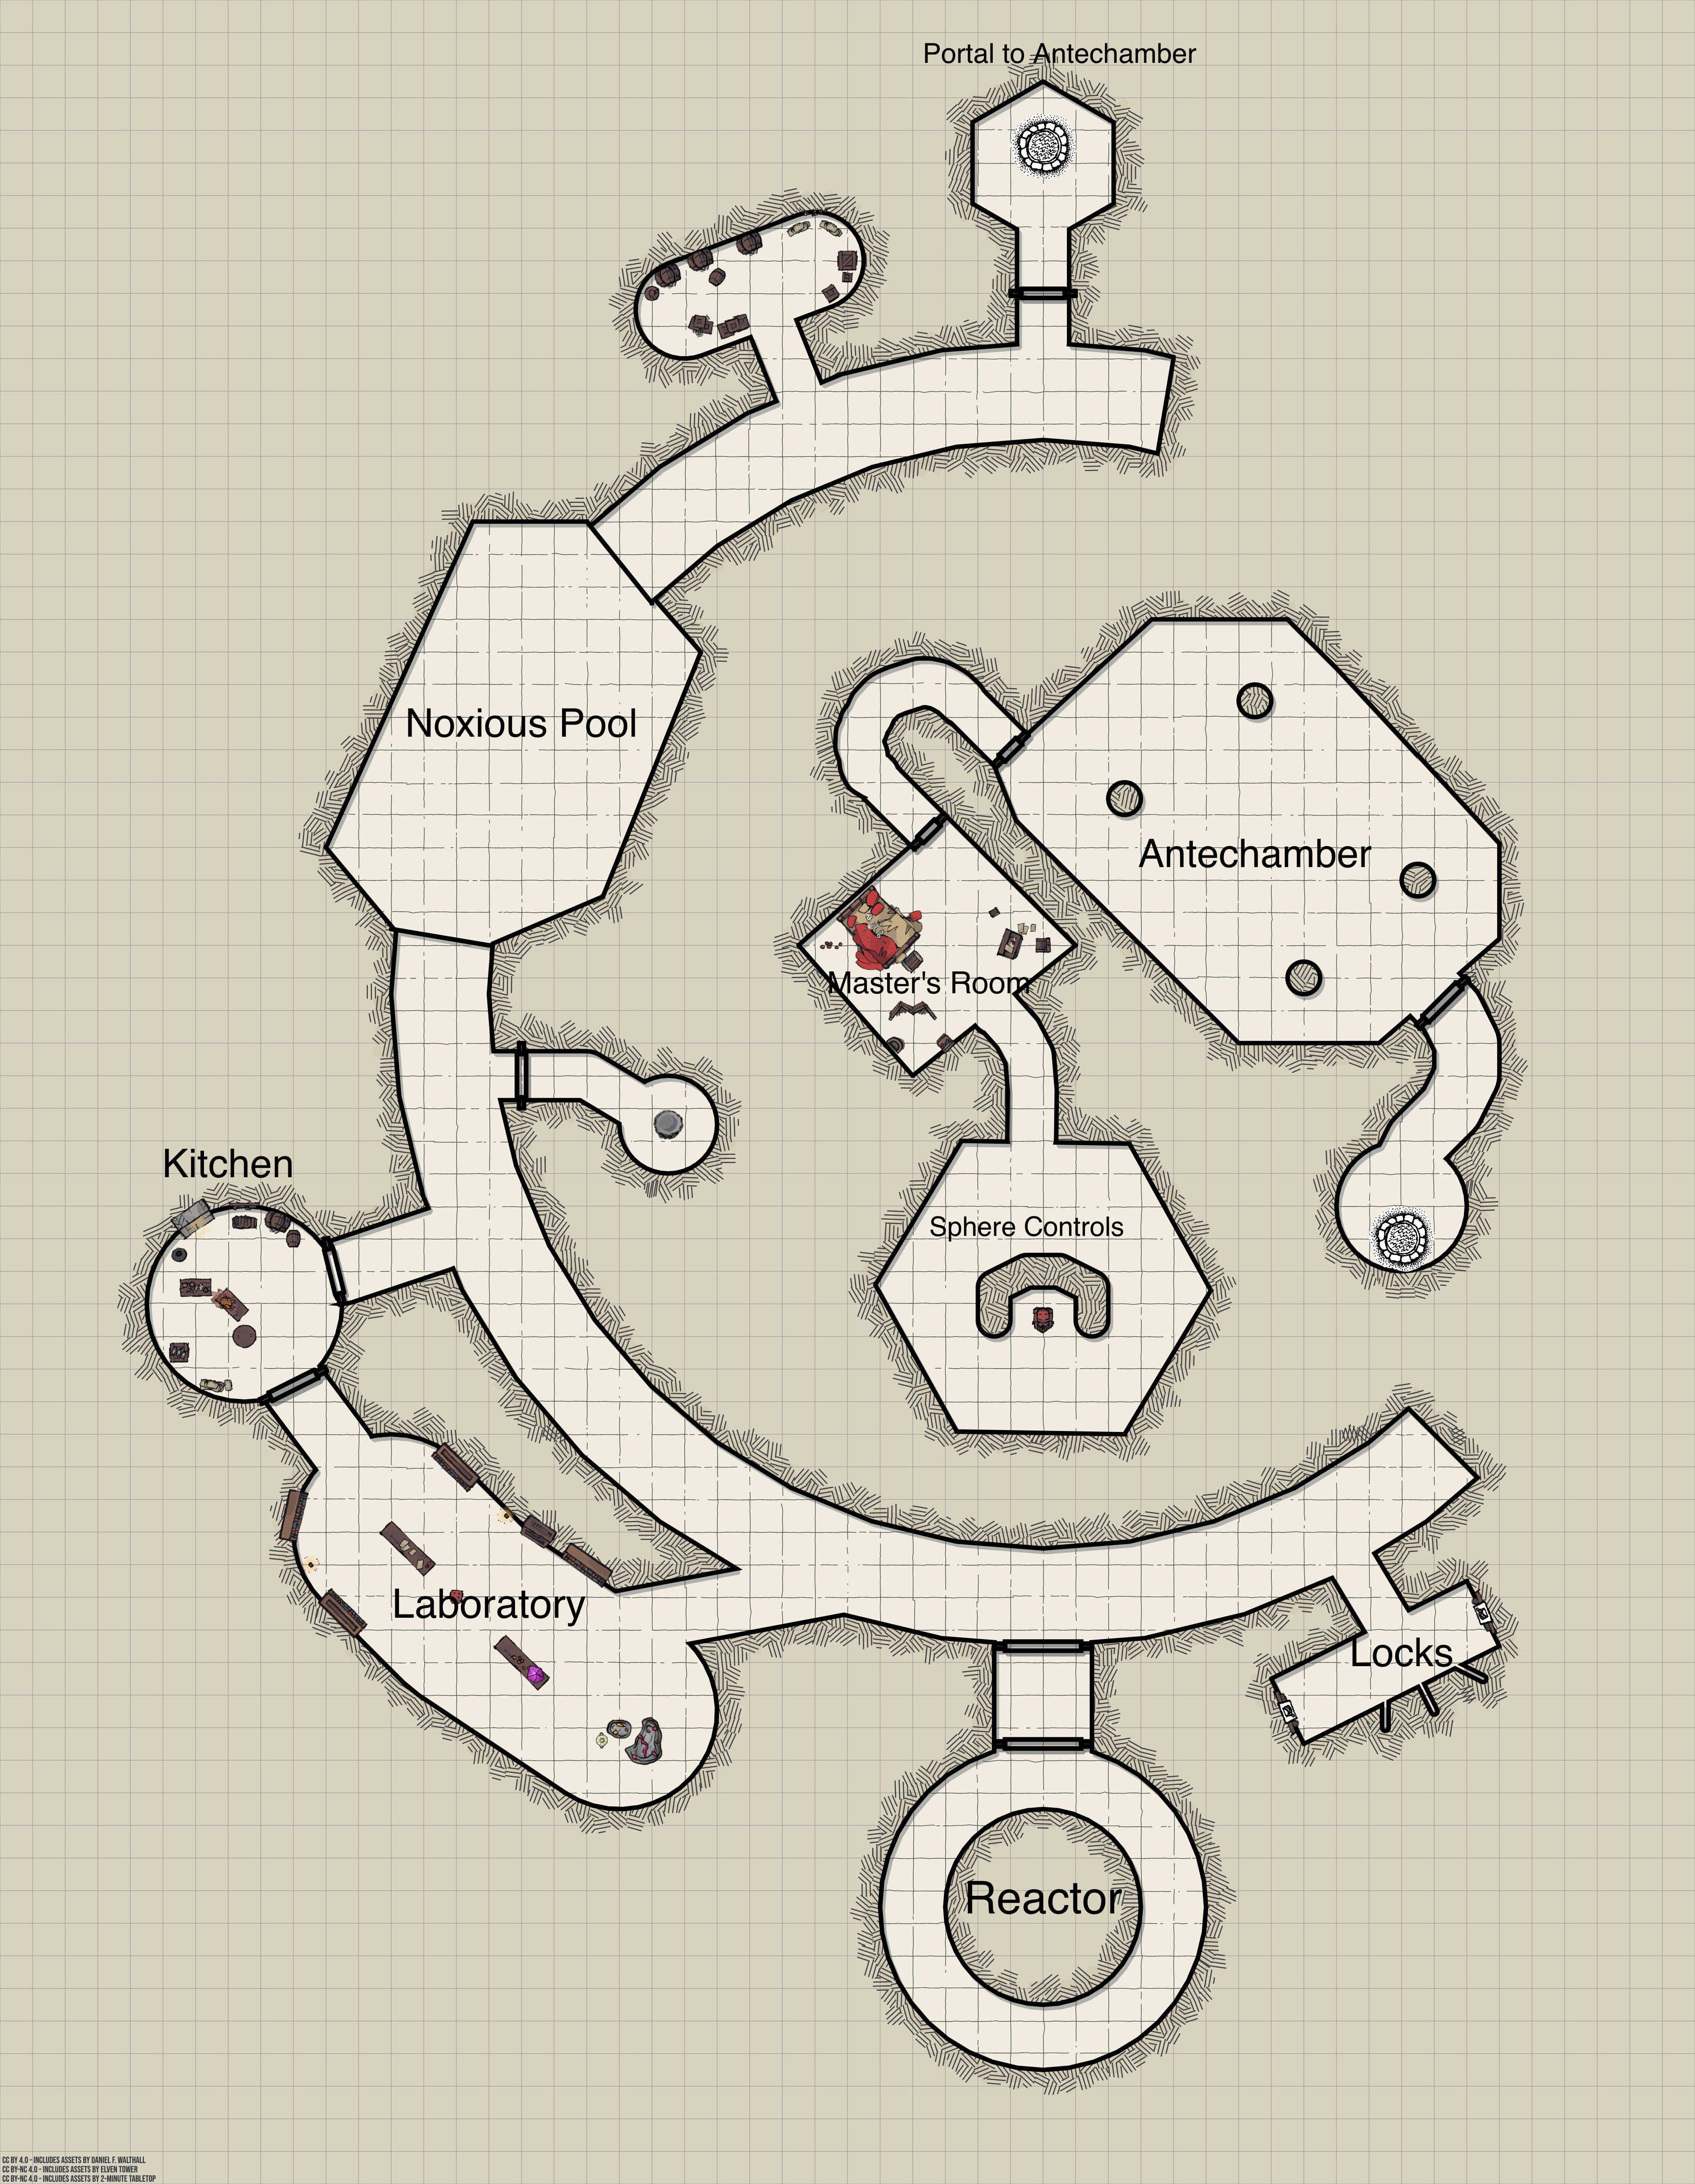 Portal to Antechamber
Noxious Pool
Antechamber
Master's Room
Kitchen
Sphere Controls
Laboratory
Locks
Reactor
CC BY 4.0 - INCLUDES ASSETS BY DANIEL F. WALTHALL
CC BY-NC 4.0 - INCLUDES ASSETS BY ELVEN TOWER
CC BY-NC 4.0 - INCLUDES ASSETS BY 2-MINUTE TABLETOP